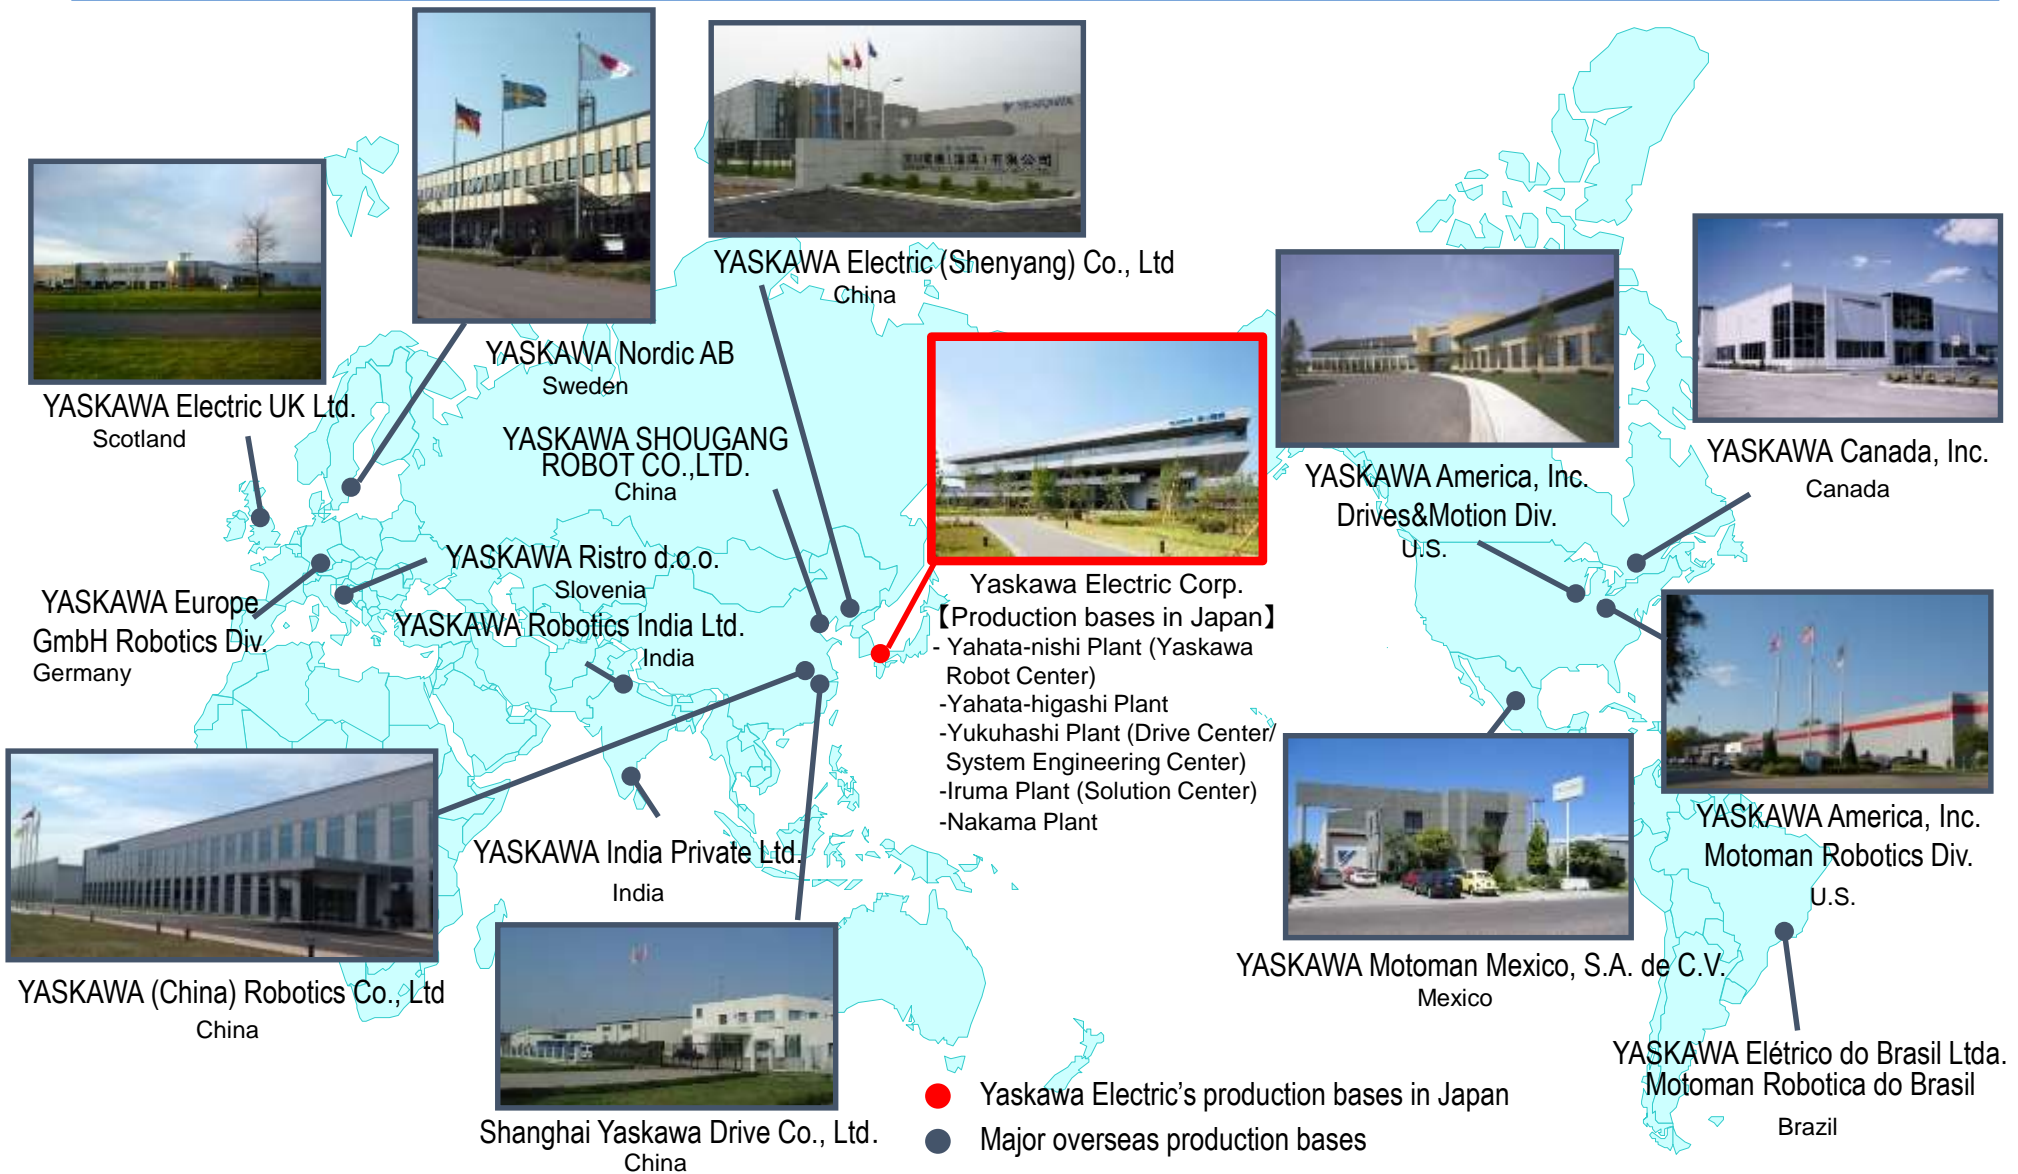 YASKAWA
有限公司
YASKAWA Electric (Shenyang) Co., Ltd
China
YASKAWA Nordic AB
Sweden
YASKAWA Electric UK Ltd.
Scotland
YASKAWA SHOUGANG
ROBOT CO.,LTD.
China
YASKAWA Canada, Inc.
Canada
YASKAWA America, Inc.
Drives&Motion Div.
U.S.
YASKAWA Ristro d.o.o.
Slovenia
YASKAWA Europe
GmbH Robotics Div.
Germany
YASKAWA Robotics India Ltd.
India
Yaskawa Electric Corp.
【Production bases in Japan】
- Yahata-nishi Plant (Yaskawa
Robot Center)
-Yahata-higashi Plant
-Yukuhashi Plant (Drive Center/
System Engineering Center)
-Iruma Plant (Solution Center)
-Nakama Plant
YASKAWA America, Inc.
Motoman Robotics Div.
U.S.
YASKAWA India Private Ltd.
India
YASKAWA (China) Robotics Co., Ltd
China
YASKAWA Motoman Mexico, S.A. de C.V.
Mexico
YASKAWA Elétrico do Brasil Ltda.
Motoman Robotica do Brasil
Brazil
Shanghai Yaskawa Drive Co., Ltd.
China
Yaskawa Electric's production bases in Japan
Major overseas production bases